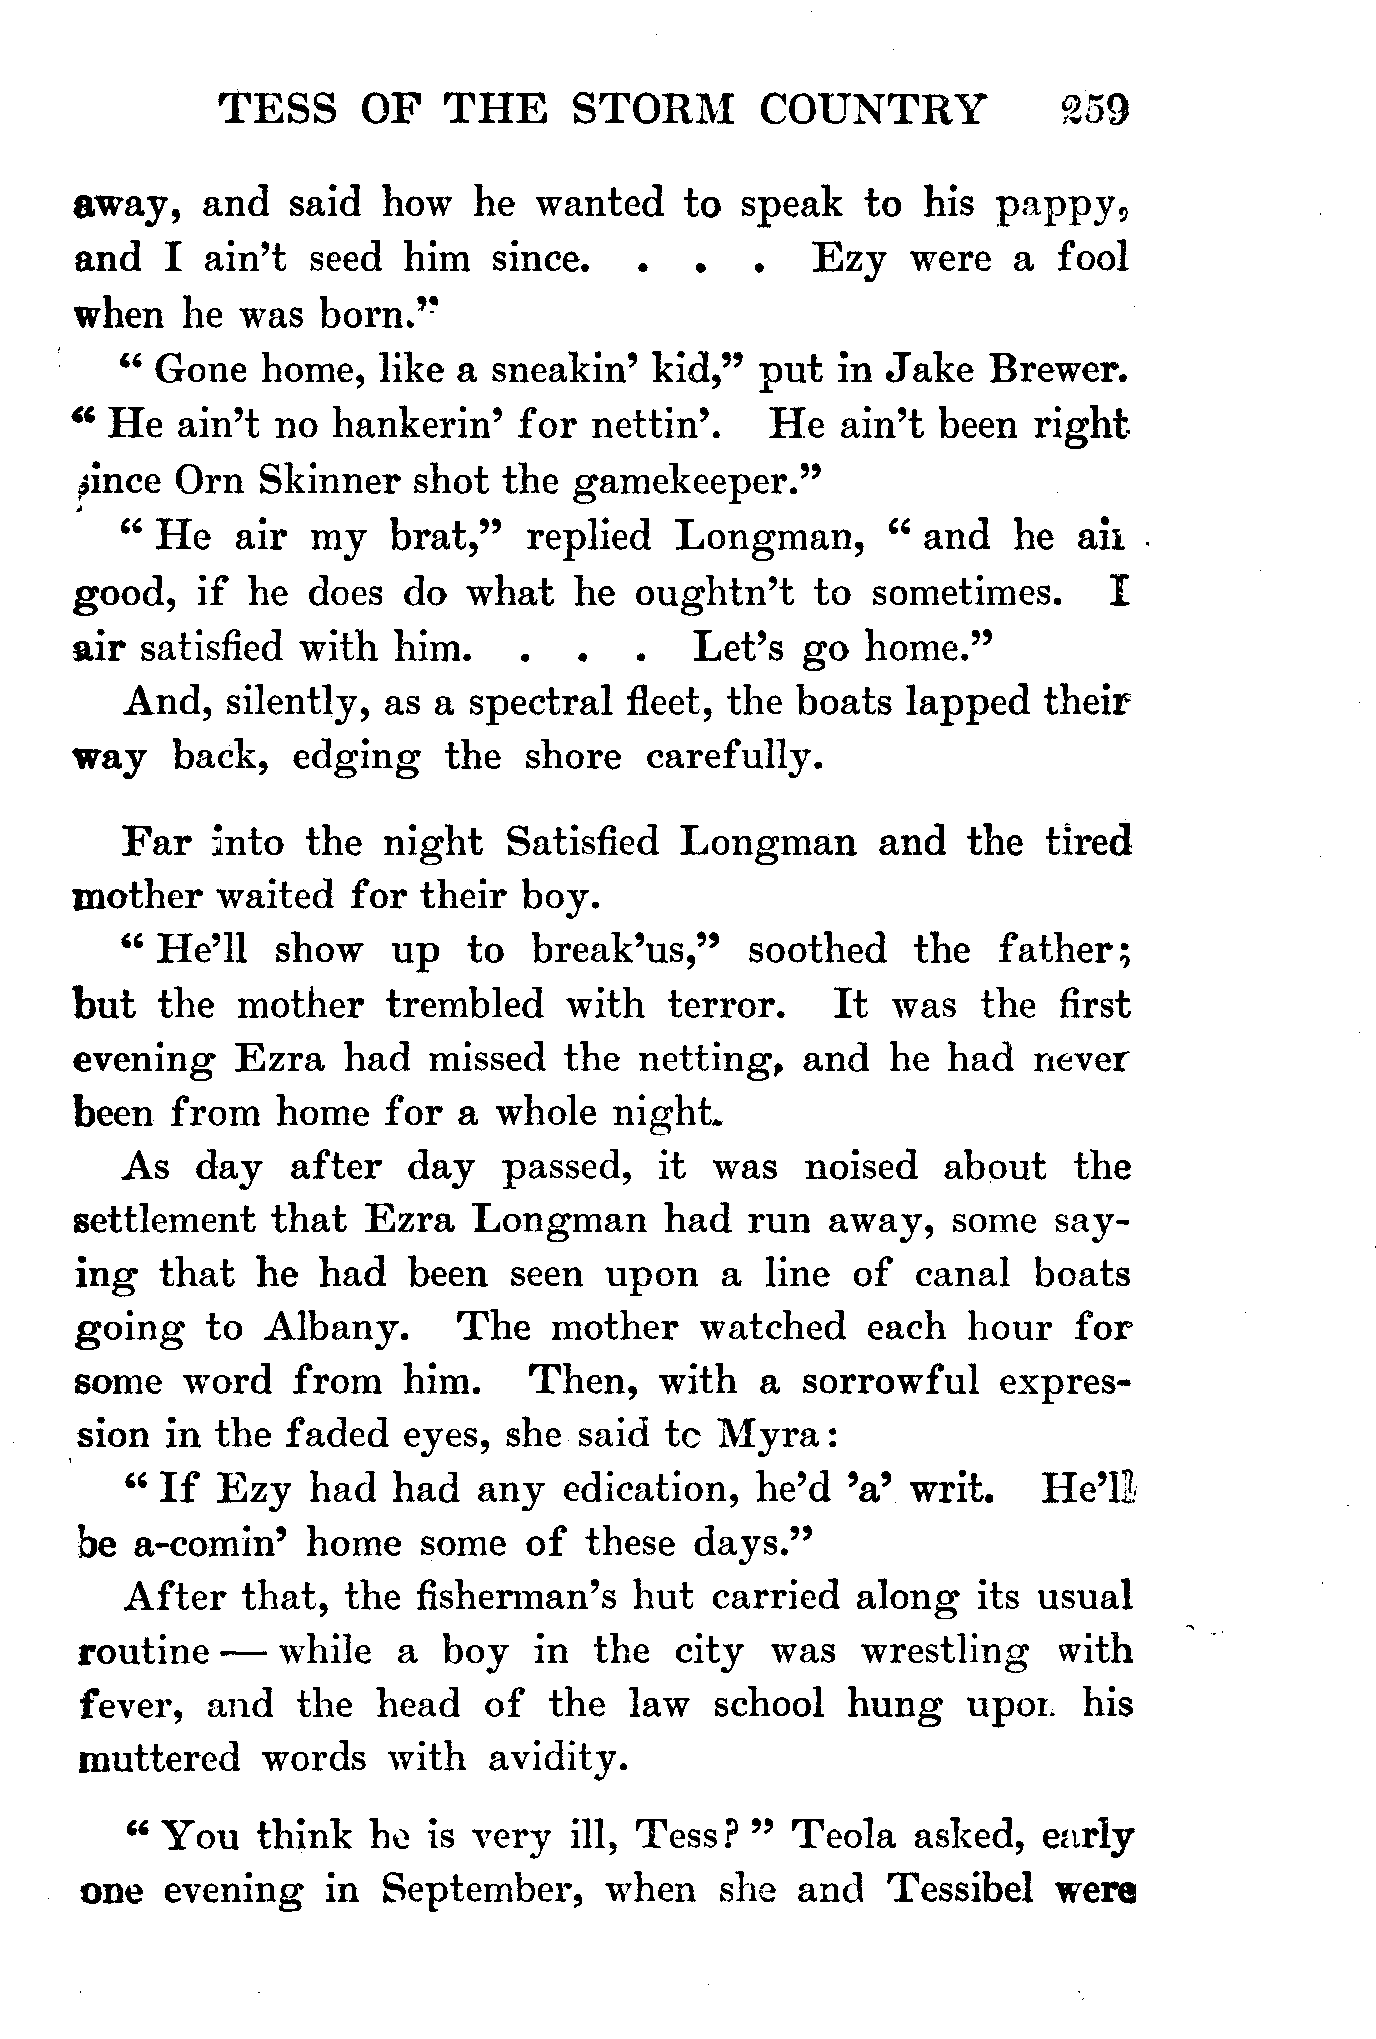 TESS OF THE STORM COUNTRY 259
away, and said how he wanted to speak to his pappy,
and I ain't seed him since. . . . Ezy were a fool
when he was born."
" Gone home, like a sneakin' kid," put in Jake Brewer.
" He ain't no hankerin' for nettin'. He ain't been right
since Orn Skinner shot the gamekeeper."
" He air my brat," replied Longman, " and he air
good, if he does do what he oughtn't to sometimes. I
air satisfied with him. . . . Let's go home."
And, silently, as a spectral fleet, the boats lapped their
way back, edging the shore carefully.
Far into the night Satisfied Longman and the tired
mother waited for their boy.
" He'll show up to break'us," soothed the father;
but the mother trembled with terror. It was the first
evening Ezra had missed the netting, and he had never
been from home for a whole night.
As day after day passed, it was noised about the
settlement that Ezra Longman had run away, some say-
ing that he had been seen upon a line of canal boats
going to Albany. The mother watched each hour for
some word from him. Then, with a sorrowful expres-
sion in the faded eyes, she said to Myra:
" If Ezy had had any edication, he'd 'a' writ. He'll
be a-comin' home some of these days."
After that, the fisherman's hut carried along its usual
routine — while a boy in the city was wrestling with
fever, and the head of the law school hung upon his
muttered words with avidity.
" You think he is very ill, Tess? " Teola asked, early
one evening in September, when she and Tessibel were